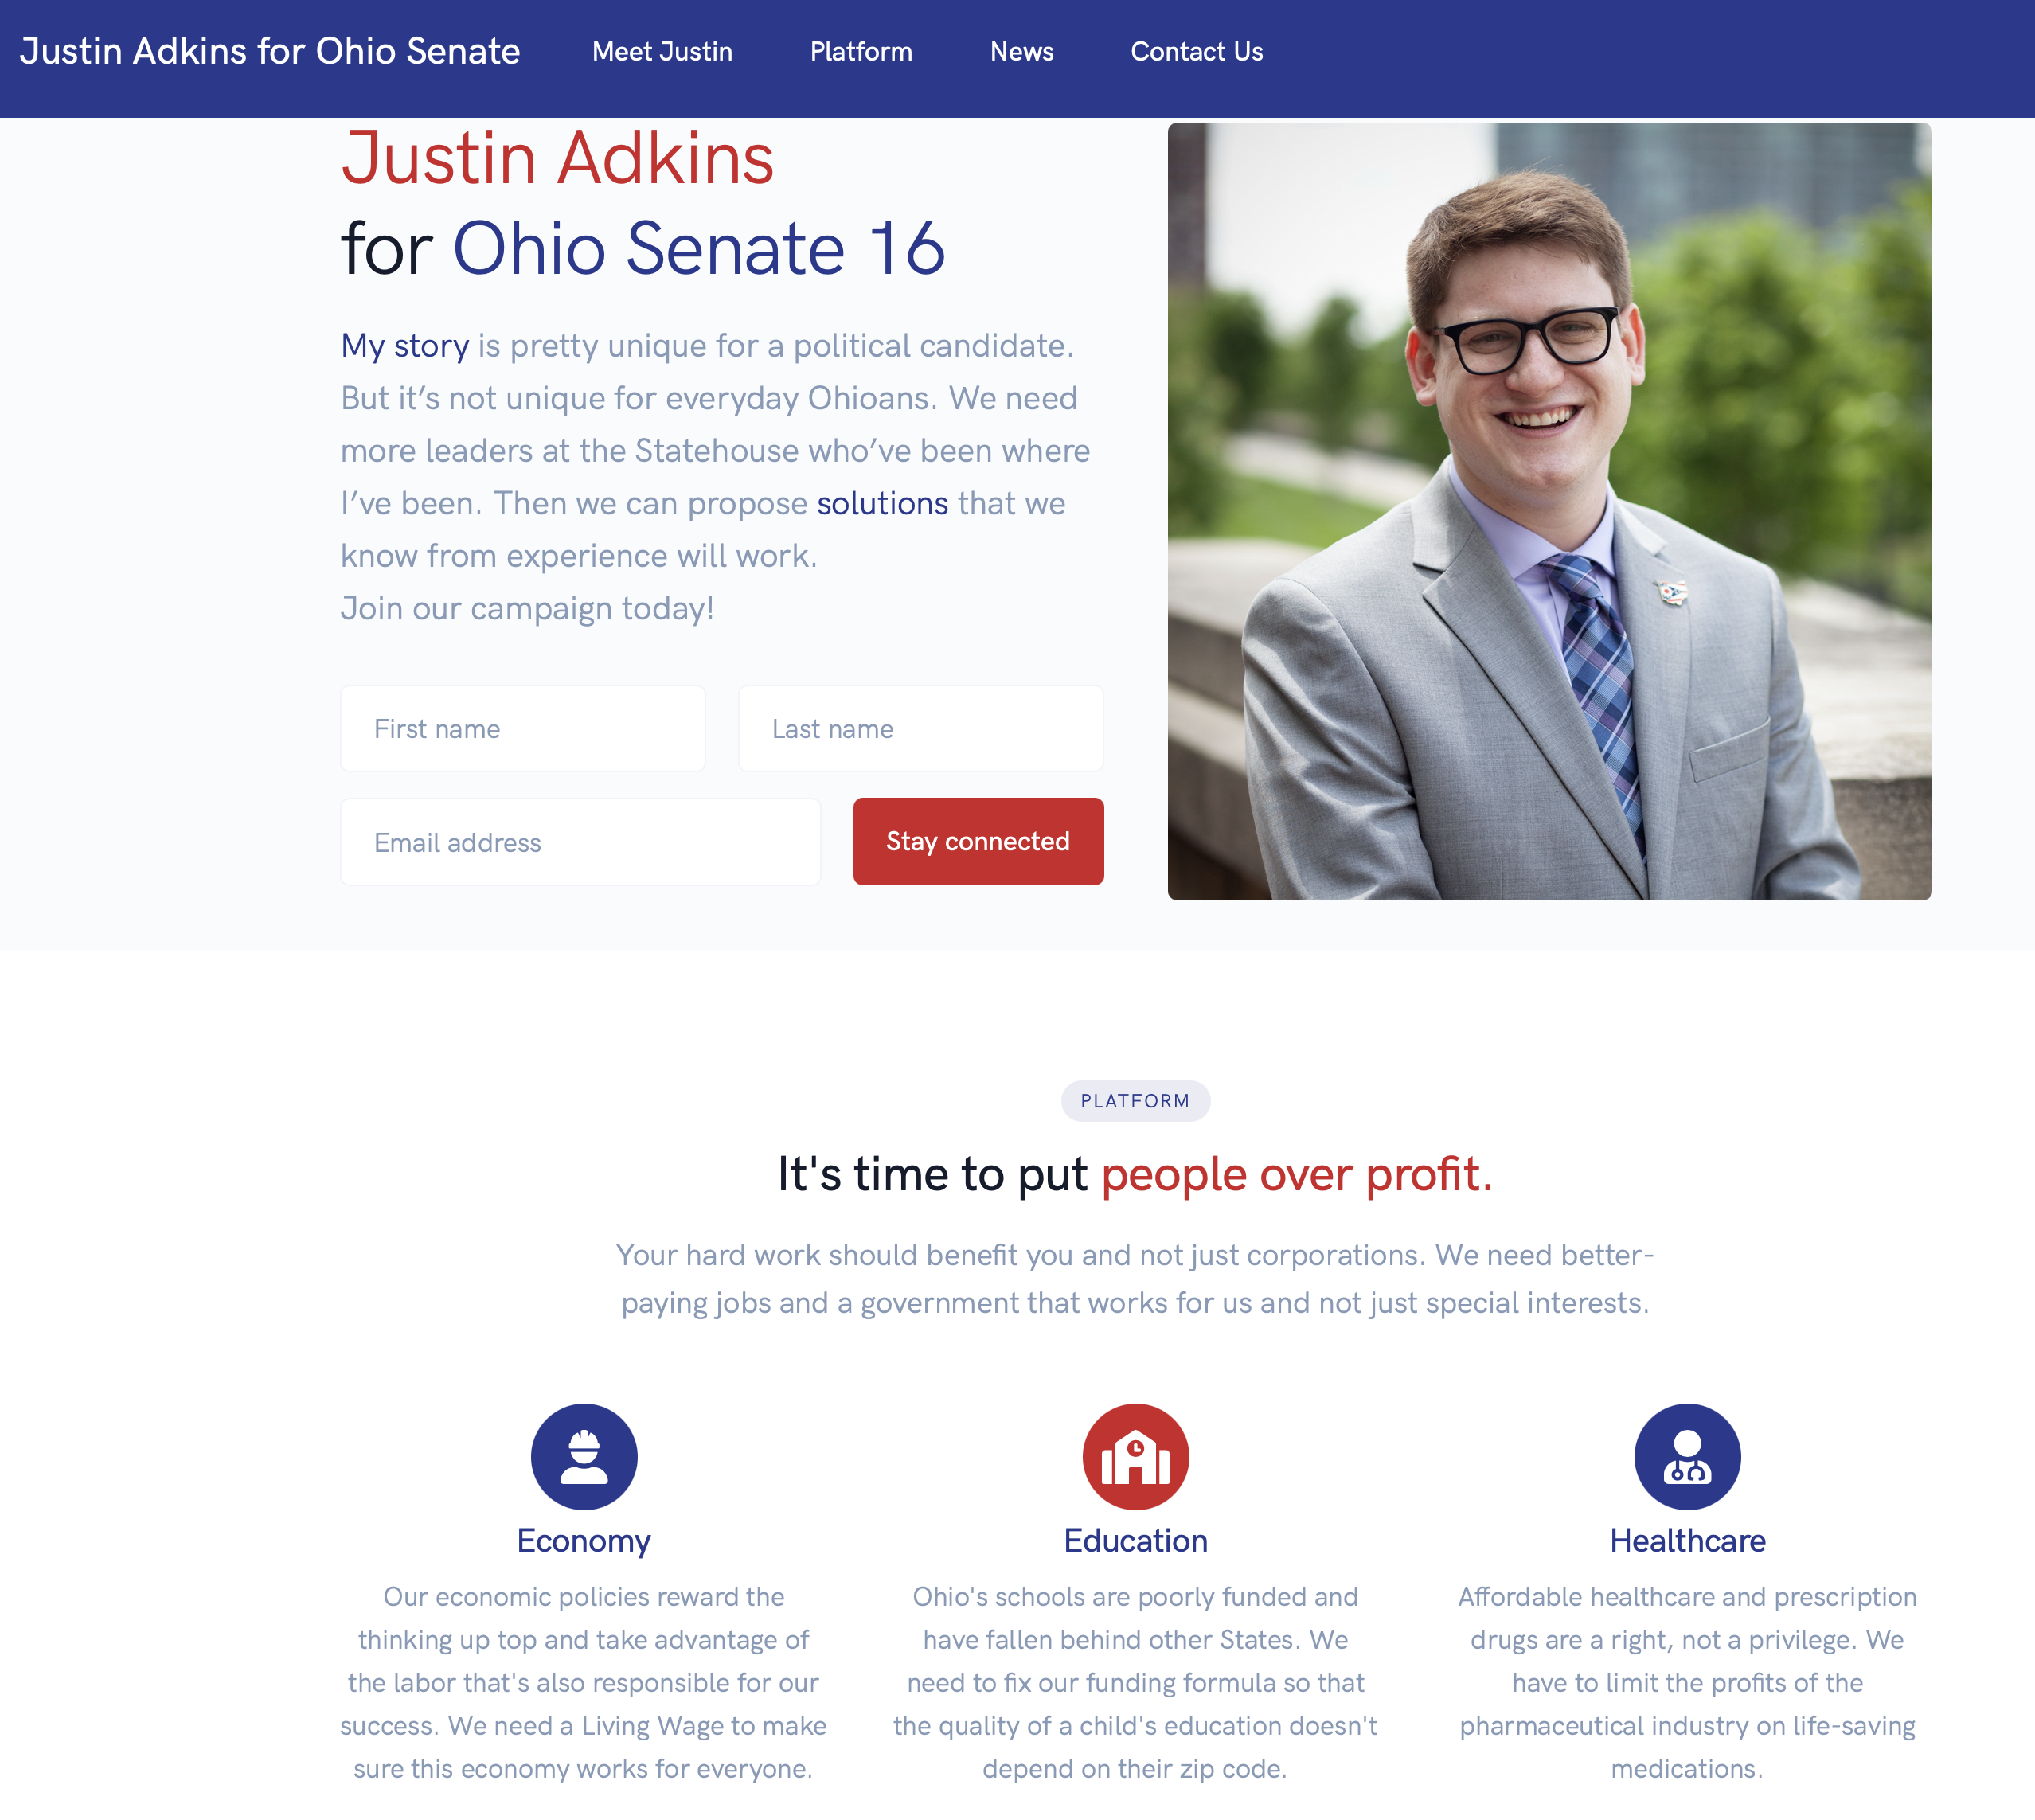 Justin Adkins for Ohio Senate
Meet Justin
Platform
News
Contact Us
Justin Adkins
for Ohio Senate 16
My story is pretty unique for a political candidate.
But it’s not unique for everyday Ohioans. We need
more leaders at the Statehouse who’ve been where
I’ve been. Then we can propose solutions that we
know from experience will work.
Join our campaign today!
First name
Last name
Email address
Stay connected
PLATFORM
It's time to put people over profit.
Your hard work should benefit you and not just corporations. We need better-
paying jobs and a government that works for us and not just special interests.
Economy
Our economic policies reward the
thinking up top and take advantage of
the labor that's also responsible for our
success. We need a Living Wage to make
sure this economy works for everyone.
Education
Ohio's schools are poorly funded and
have fallen behind other States. We
need to fix our funding formula so that
the quality of a child's education doesn't
depend on their zip code.
Healthcare
Affordable healthcare and prescription
drugs are a right, not a privilege. We
have to limit the profits of the
pharmaceutical industry on life-saving
medications.